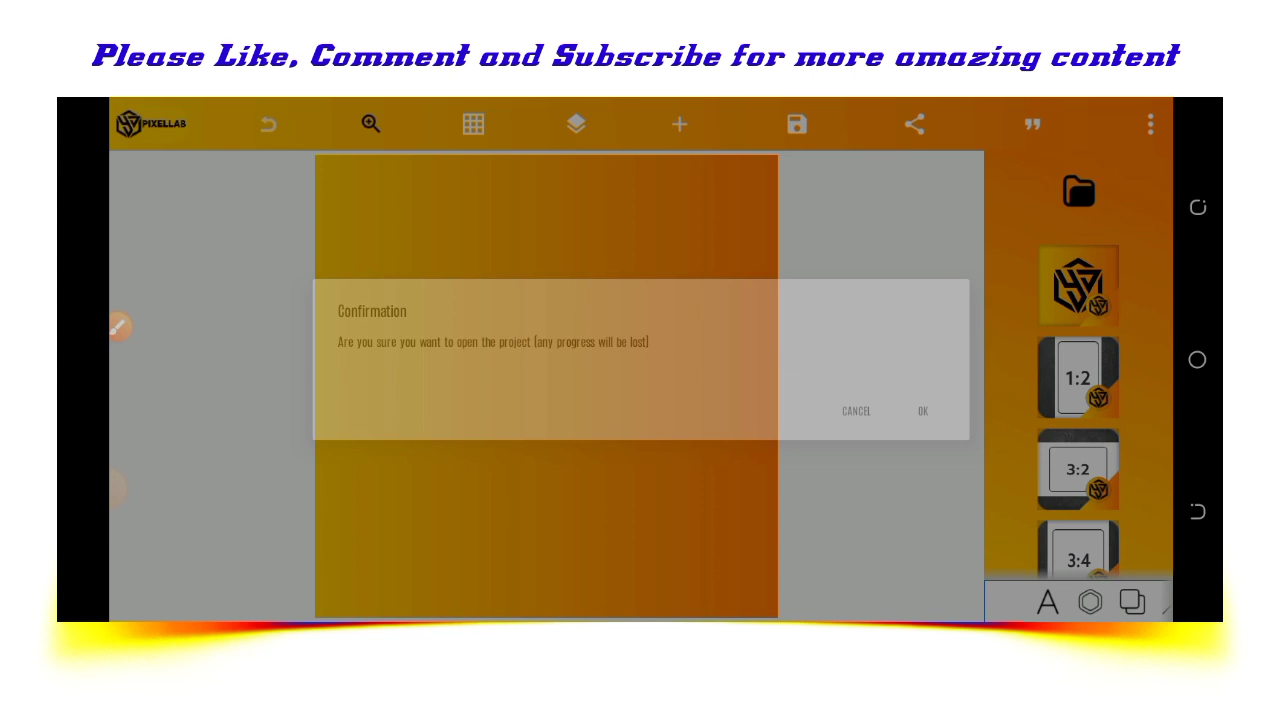 Please Like, Comment and Subscribe for more amazing content
PIXELLAB
Confirmation
Are you sure you want to open the project (any progress will be lost)
CANCEL OK
1:2
3:2
3:4
A